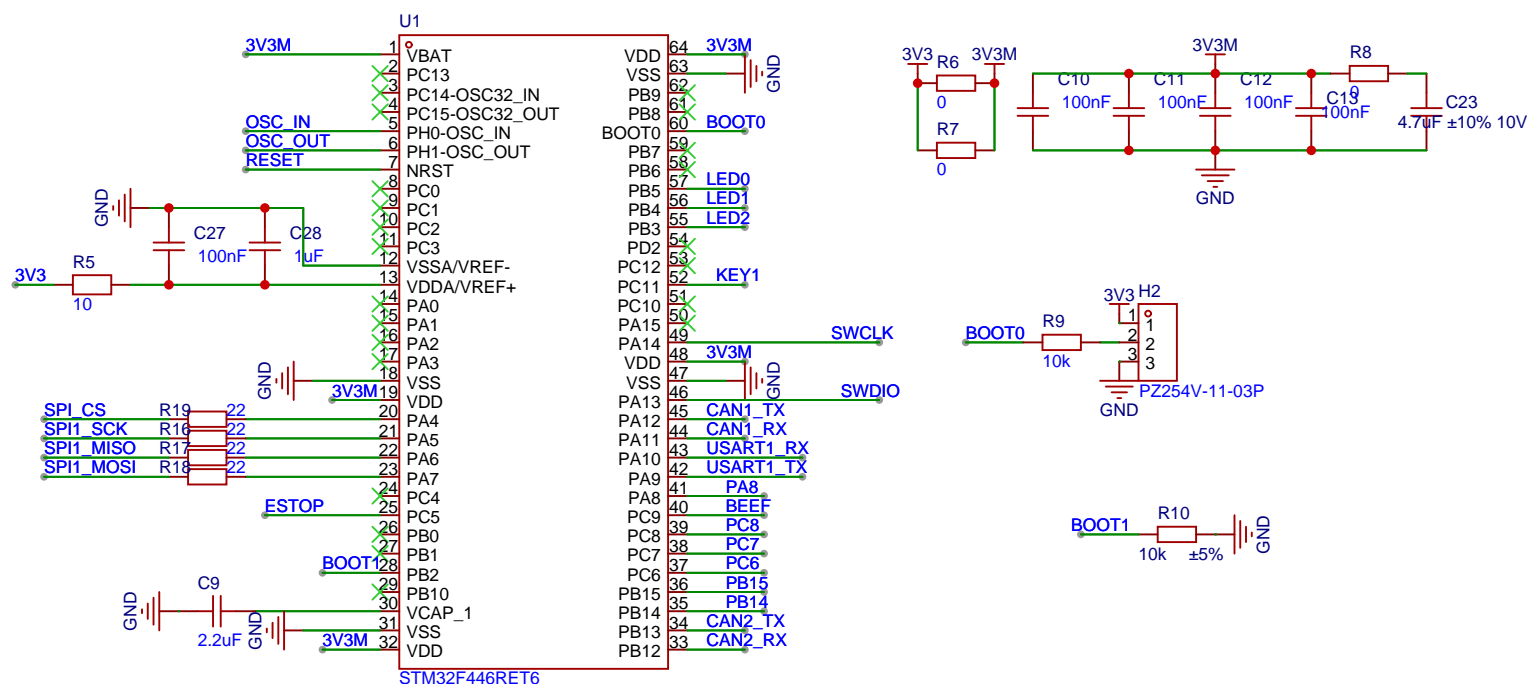 U1
3V3M 1 VBAT VDD 64 3V3M
2 PC13 VSS 63 GND
3 PC14-OSC32_IN PB9 62
4 PC15-OSC32_OUT PB8 61
OSC_IN 5 PH0-OSC_IN BOOT0 60 BOOT0
OSC_OUT 6 PH1-OSC_OUT PB7 59
RESET 7 NRST PB6 58
8 PC0 PB5 57 LED0
9 PC1 PB4 56 LED1
10 PC2 PB3 55 LED2
11 PC3 PD2 54
12 VSSA/VREF- PC12 53
13 VDDA/VREF+ PC11 52 KEY1
14 PA0 PC10 51
15 PA1 PA15 50
16 PA2 PA14 49 SWCLK
17 PA3 VDD 48 3V3M
GND 18 VSS VSS 47 GND
3V3M 19 VDD PA13 46 SWDIO
SPI_CS R19 22 20 PA4 PA12 45 CAN1_TX
SPI1_SCK R16 22 21 PA5 PA11 44 CAN1_RX
SPI1_MISO R17 22 22 PA6 PA10 43 USART1_RX
SPI1_MOSI R18 22 23 PA7 PA9 42 USART1_TX
24 PC4 PA8 41 PA8
ESTOP 25 PC5 PC9 40 BEEF
26 PB0 PC8 39 PC8
27 PB1 PC7 38 PC7
BOOT1 28 PB2 PC6 37 PC6
29 PB10 PB15 36 PB15
30 VCAP_1 PB14 35 PB14
GND 31 VSS PB13 34 CAN2_TX
3V3M 32 VDD PB12 33 CAN2_RX
STM32F446RET6
GND
C27 C28
100nF 1uF
3V3 R5
10
C9
GND
2.2uF
3V3 R6 3V3M
0
R7
0
3V3M R8
C10 C11 C12 0
100nF 100nF 100nF C13 C23
100nF 4.7uF ±10% 10V
GND
3V3 H2
BOOT0 R9 1 1
10k 2 2
3 3
GND PZ254V-11-03P
R10
BOOT1 GND
10k ±5%